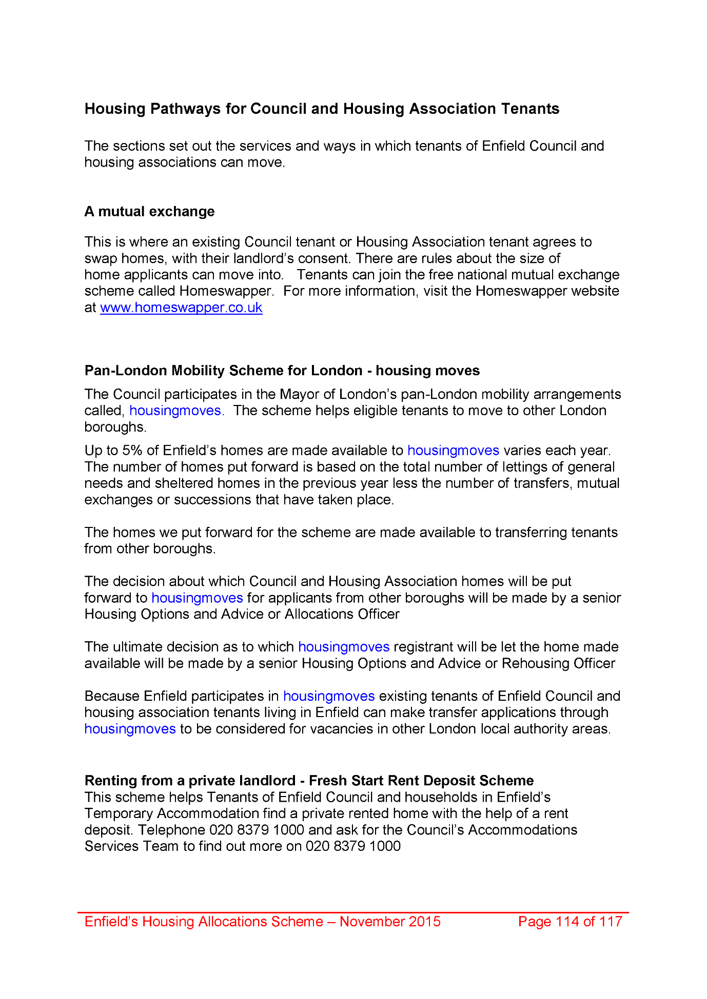 Housing Pathways for Council and Housing Association Tenants
The sections set out the services and ways in which tenants of Enfield Council and
housing associations can move.
A mutual exchange
This is where an existing Council tenant or Housing Association tenant agrees to
swap homes, with their landlord’s consent. There are rules about the size of
home applicants can move into.   Tenants can join the free national mutual exchange
scheme called Homeswapper.  For more information, visit the Homeswapper website
at www.homeswapper.co.uk
Pan-London Mobility Scheme for London - housing moves
The Council participates in the Mayor of London’s pan-London mobility arrangements
called, housingmoves.  The scheme helps eligible tenants to move to other London
boroughs.
Up to 5% of Enfield’s homes are made available to housingmoves varies each year.
The number of homes put forward is based on the total number of lettings of general
needs and sheltered homes in the previous year less the number of transfers, mutual
exchanges or successions that have taken place.
The homes we put forward for the scheme are made available to transferring tenants
from other boroughs.
The decision about which Council and Housing Association homes will be put
forward to housingmoves for applicants from other boroughs will be made by a senior
Housing Options and Advice or Allocations Officer
The ultimate decision as to which housingmoves registrant will be let the home made
available will be made by a senior Housing Options and Advice or Rehousing Officer
Because Enfield participates in housingmoves existing tenants of Enfield Council and
housing association tenants living in Enfield can make transfer applications through
housingmoves to be considered for vacancies in other London local authority areas.
Renting from a private landlord - Fresh Start Rent Deposit Scheme
This scheme helps Tenants of Enfield Council and households in Enfield’s
Temporary Accommodation find a private rented home with the help of a rent
deposit. Telephone 020 8379 1000 and ask for the Council’s Accommodations
Services Team to find out more on 020 8379 1000
Enfield’s Housing Allocations Scheme – November 2015 Page 114 of 117